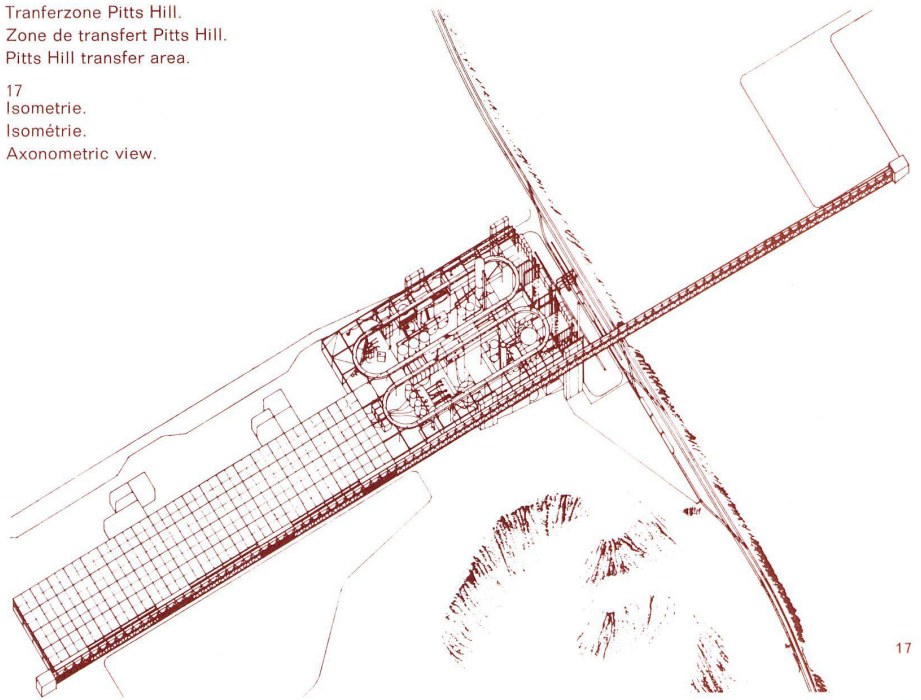 Tranferzone Pitts Hill.
Zone de transfert Pitts Hill.
Pitts Hill transfer area.
17
Isometrie.
Isométrie.
Axonometric view.
17